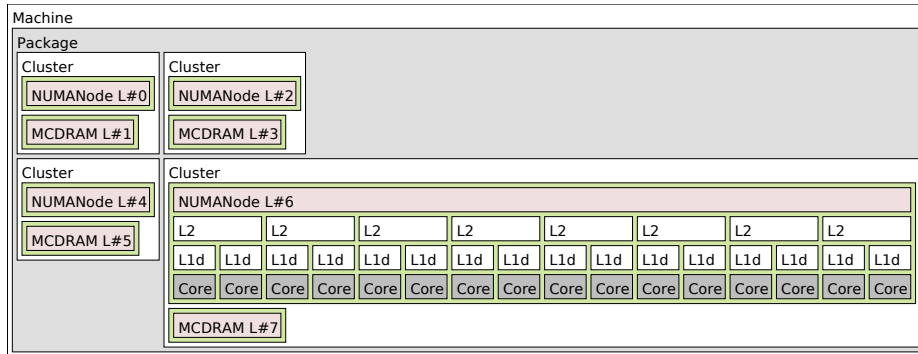 Machine
Package
Cluster Cluster
NUMANode L#0 NUMANode L#2
MCDRAM L#1 MCDRAM L#3
Cluster Cluster
NUMANode L#4 NUMANode L#6
L2 L2 L2 L2 L2 L2 L2 L2
MCDRAM L#5
L1d L1d L1d L1d L1d L1d L1d L1d L1d L1d L1d L1d L1d L1d L1d L1d
Core Core Core Core Core Core Core Core Core Core Core Core Core Core Core Core
MCDRAM L#7